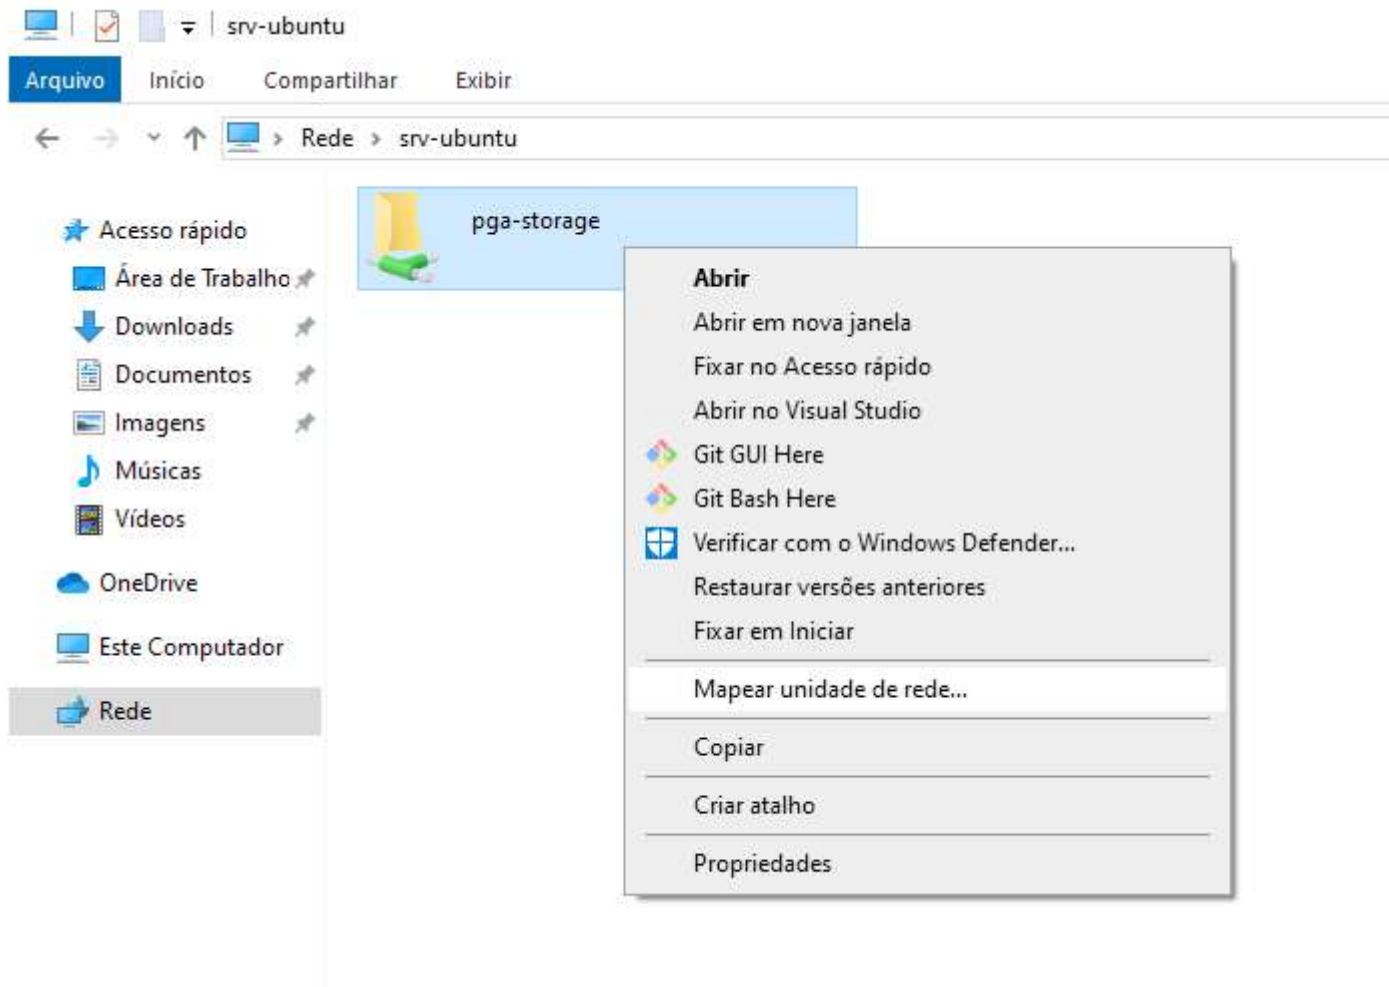 srv-ubuntu
Arquivo Início Compartilhar Exibir
Rede srv-ubuntu
Acesso rápido
Área de Trabalho
Downloads
Documentos
Imagens
Músicas
Vídeos
OneDrive
Este Computador
Rede
pga-storage
Abrir
Abrir em nova janela
Fixar no Acesso rápido
Abrir no Visual Studio
Git GUI Here
Git Bash Here
Verificar com o Windows Defender...
Restaurar versões anteriores
Fixar em Iniciar
Mapear unidade de rede...
Copiar
Criar atalho
Propriedades